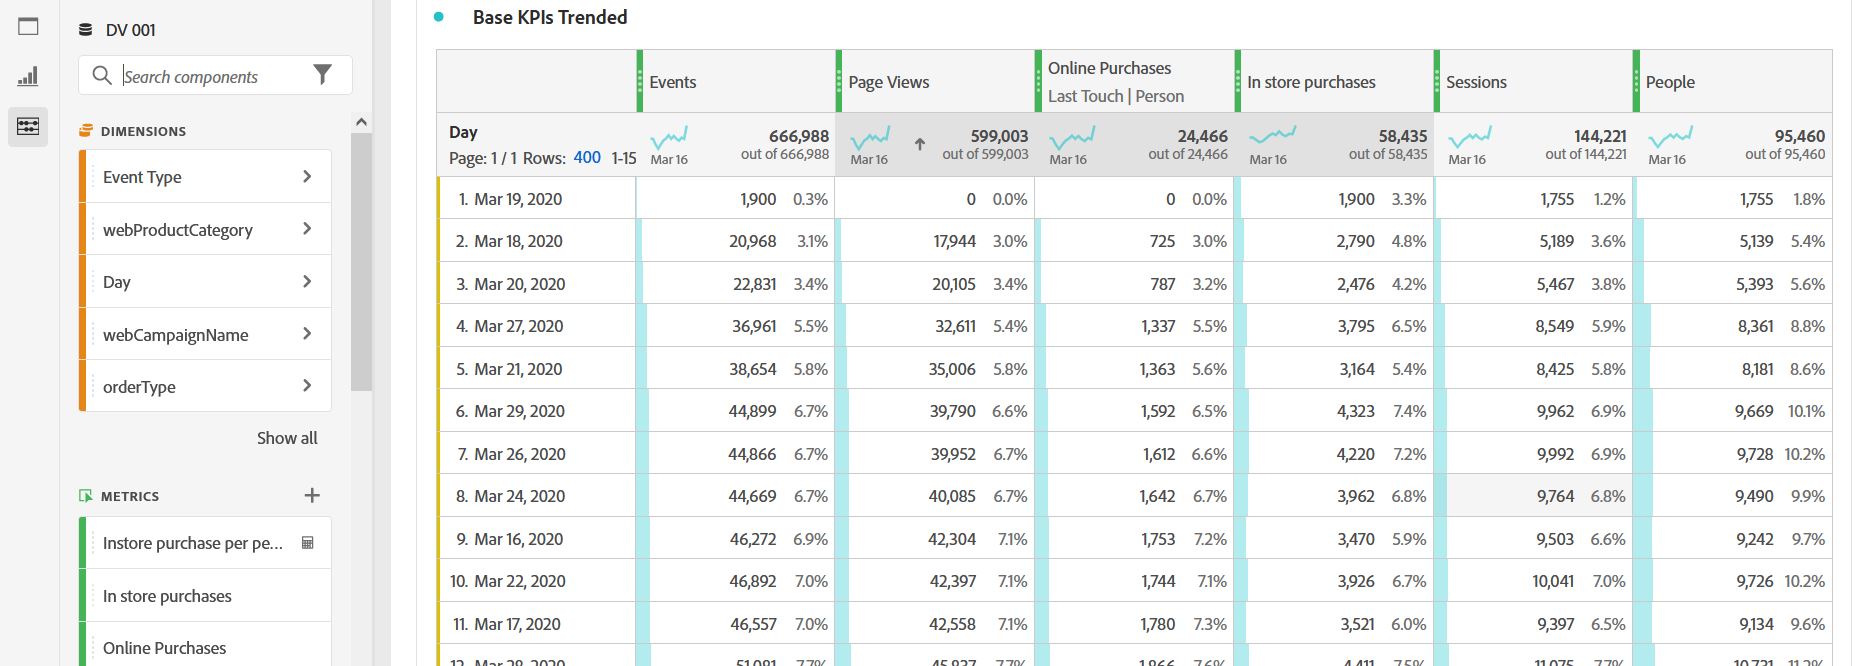 DV 001
Search components
DIMENSIONS
Event Type
webProductCategory
Day
webCampaignName
orderType
Show all
METRICS
Instore purchase per pe...
In store purchases
Online Purchases
Base KPIs Trended
Events Page Views Online Purchases Last Touch | Person In store purchases Sessions People
Day
Page: 1 / 1 Rows: 400 1-15
Mar 16 666,988 out of 666,988
Mar 16 599,003 out of 599,003
Mar 16 24,466 out of 24,466
Mar 16 58,435 out of 58,435
Mar 16 144,221 out of 144,221
Mar 16 95,460 out of 95,460
1. Mar 19, 2020 1,900 0.3% 0 0.0% 0 0.0% 1,900 3.3% 1,755 1.2% 1,755 1.8%
2. Mar 18, 2020 20,968 3.1% 17,944 3.0% 725 3.0% 2,790 4.8% 5,189 3.6% 5,139 5.4%
3. Mar 20, 2020 22,831 3.4% 20,105 3.4% 787 3.2% 2,476 4.2% 5,467 3.8% 5,393 5.6%
4. Mar 27, 2020 36,961 5.5% 32,611 5.4% 1,337 5.5% 3,795 6.5% 8,549 5.9% 8,361 8.8%
5. Mar 21, 2020 38,654 5.8% 35,006 5.8% 1,363 5.6% 3,164 5.4% 8,425 5.8% 8,181 8.6%
6. Mar 29, 2020 44,899 6.7% 39,790 6.6% 1,592 6.5% 4,323 7.4% 9,962 6.9% 9,669 10.1%
7. Mar 26, 2020 44,866 6.7% 39,952 6.7% 1,612 6.6% 4,220 7.2% 9,992 6.9% 9,728 10.2%
8. Mar 24, 2020 44,669 6.7% 40,085 6.7% 1,642 6.7% 3,962 6.8% 9,764 6.8% 9,490 9.9%
9. Mar 16, 2020 46,272 6.9% 42,304 7.1% 1,753 7.2% 3,470 5.9% 9,503 6.6% 9,242 9.7%
10. Mar 22, 2020 46,892 7.0% 42,397 7.1% 1,744 7.1% 3,926 6.7% 10,041 7.0% 9,726 10.2%
11. Mar 17, 2020 46,557 7.0% 42,558 7.1% 1,780 7.3% 3,521 6.0% 9,397 6.5% 9,134 9.6%